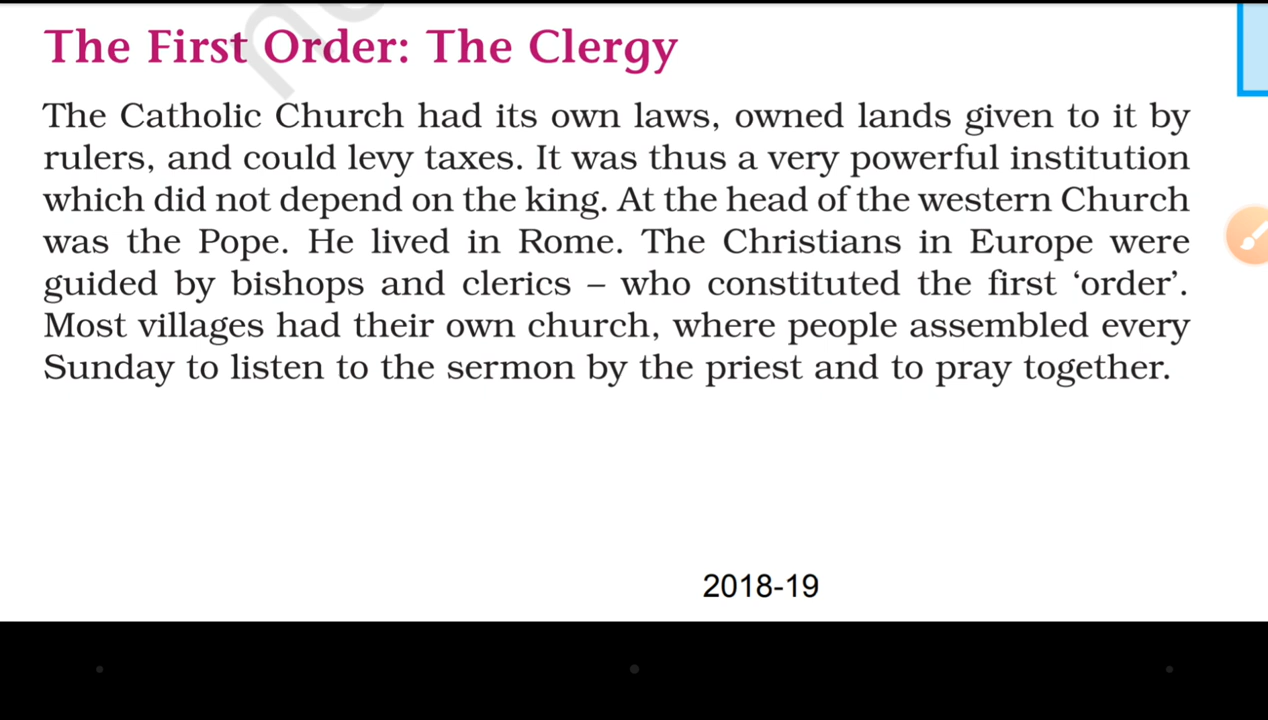 The First Order: The Clergy
The Catholic Church had its own laws, owned lands given to it by
rulers, and could levy taxes. It was thus a very powerful institution
which did not depend on the king. At the head of the western Church
was the Pope. He lived in Rome. The Christians in Europe were
guided by bishops and clerics – who constituted the first ‘order’.
Most villages had their own church, where people assembled every
Sunday to listen to the sermon by the priest and to pray together.
2018-19